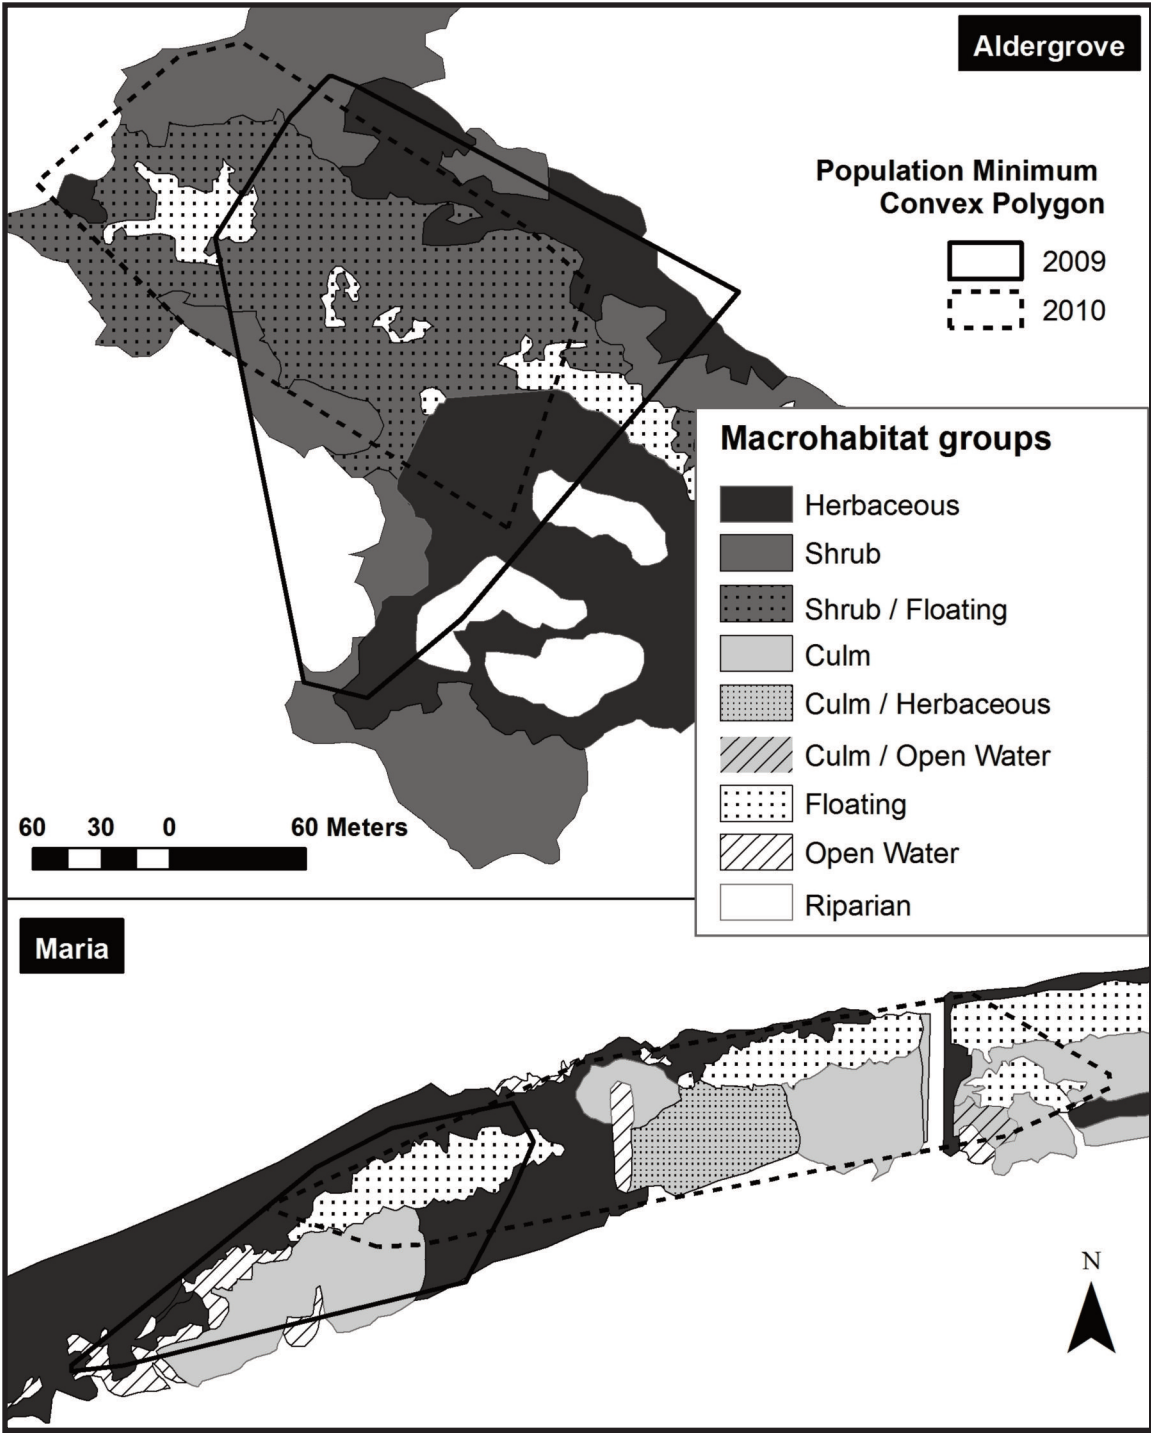 Aldergrove
Population Minimum
Convex Polygon
2009
2010
Macrohabitat groups
Herbaceous
Shrub
Shrub / Floating
Culm
Culm / Herbaceous
Culm / Open Water
Floating
Open Water
Riparian
60 30 0 60 Meters
Maria
N